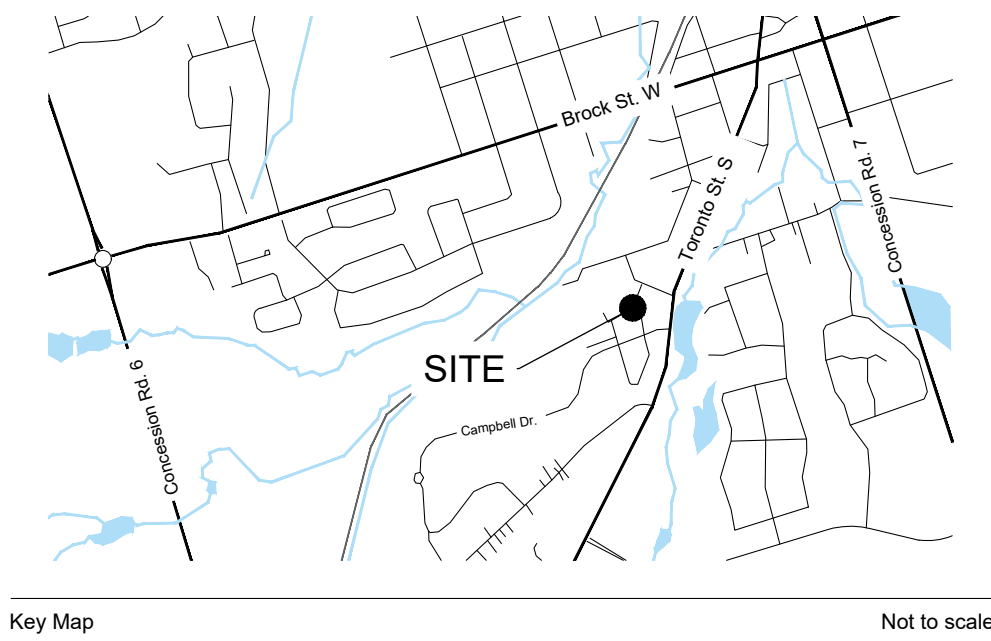 Brock St. W
Toronto St. S
Concession Rd. 7
SITE
Concession Rd. 6
Campbell Dr.
Key Map
Not to scale